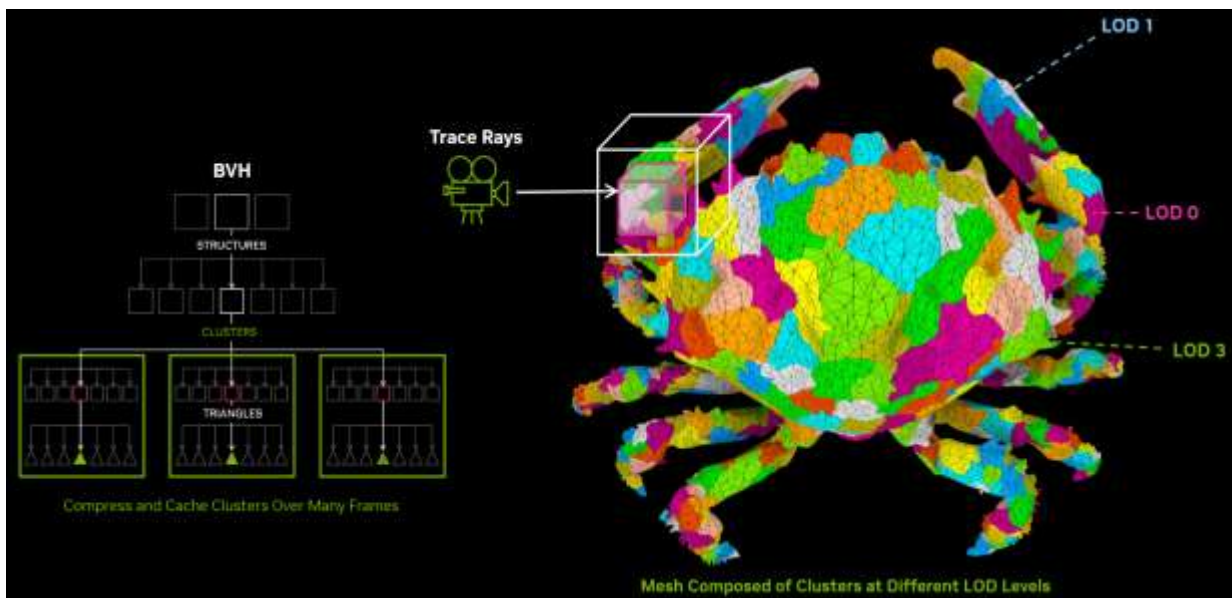 BVH
STRUCTURES
CLUSTERS
TRIANGLES
Compress and Cache Clusters Over Many Frames
Trace Rays
LOD 1
LOD 0
LOD 3
Mesh Composed of Clusters at Different LOD Levels